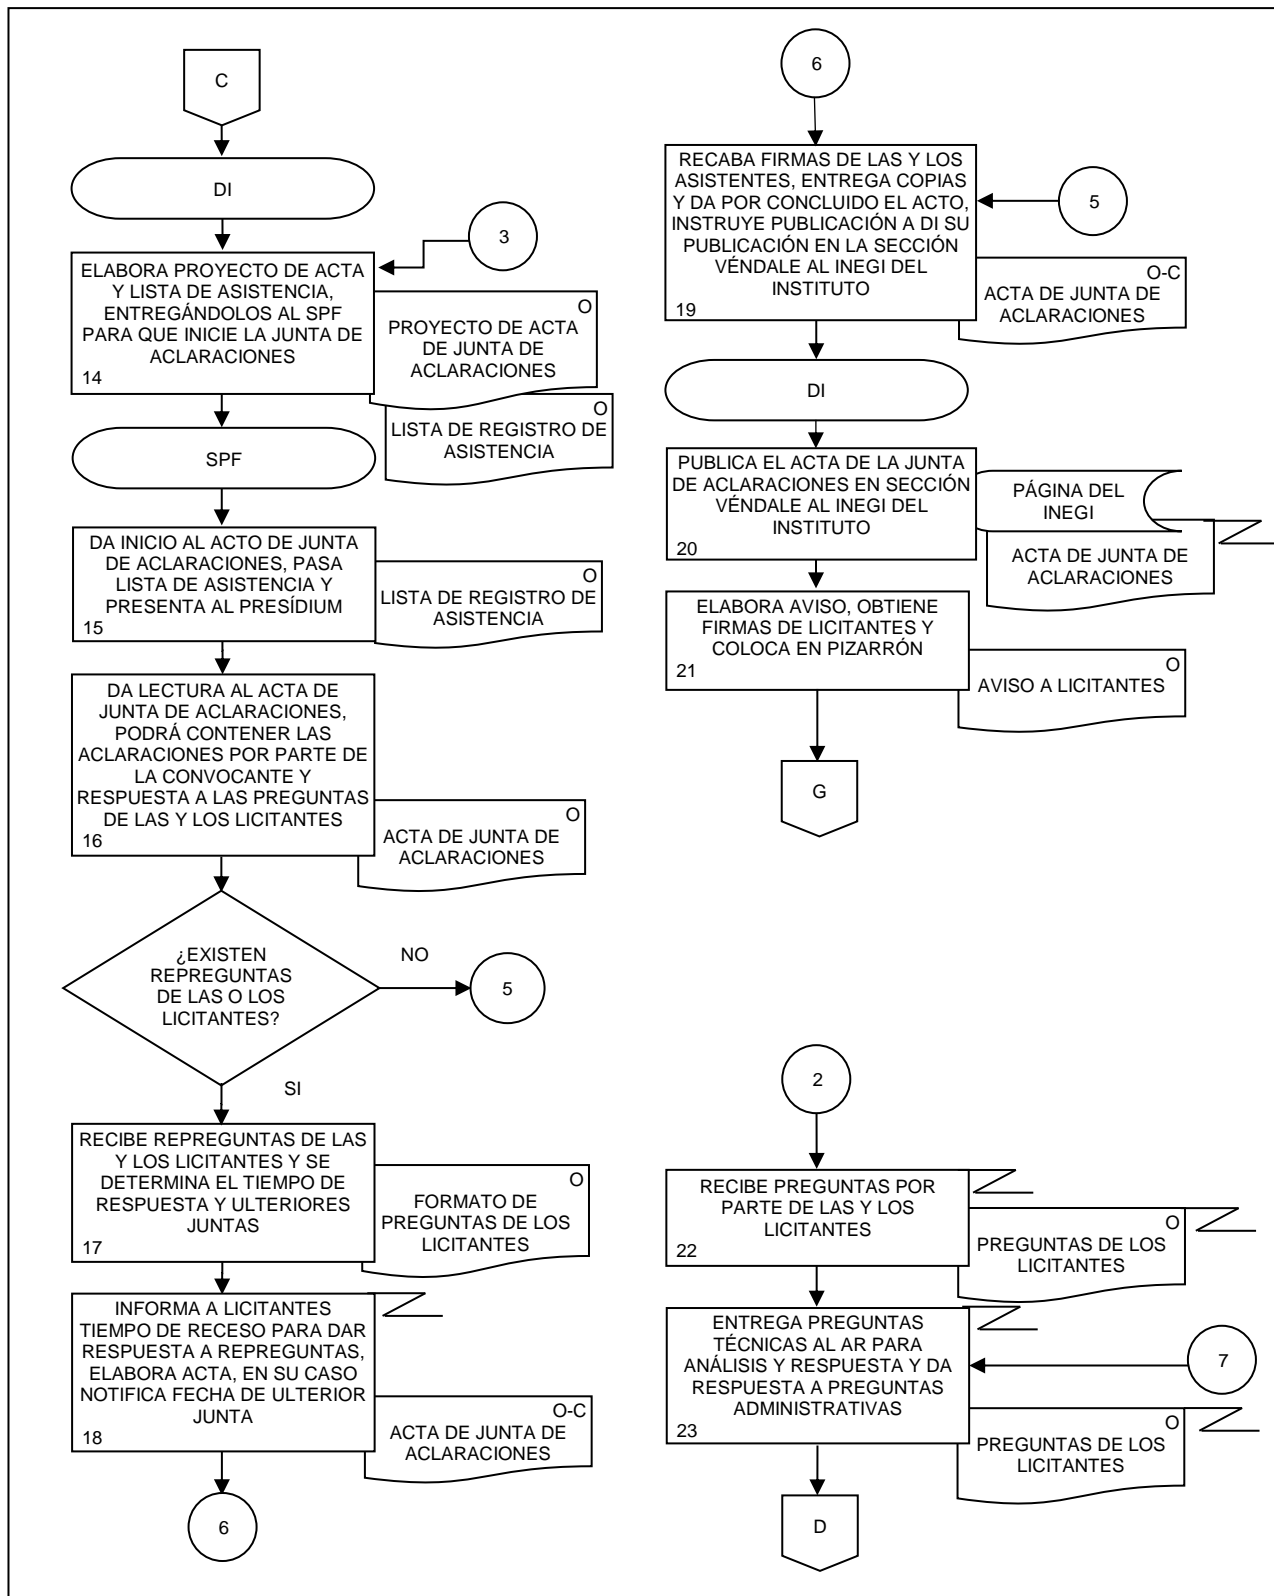 C
DI
3
ELABORA PROYECTO DE ACTA
Y LISTA DE ASISTENCIA,
ENTREGÁNDOLOS AL SPF
PARA QUE INICIE LA JUNTA DE
ACLARACIONES
14
O
PROYECTO DE ACTA
DE JUNTA DE
ACLARACIONES
O
LISTA DE REGISTRO DE
ASISTENCIA
SPF
DA INICIO AL ACTO DE JUNTA
DE ACLARACIONES, PASA
LISTA DE ASISTENCIA Y
PRESENTA AL PRESÍDIUM
15
O
LISTA DE REGISTRO DE
ASISTENCIA
DA LECTURA AL ACTA DE
JUNTA DE ACLARACIONES,
PODRÁ CONTENER LAS
ACLARACIONES POR PARTE DE
LA CONVOCANTE Y
RESPUESTA A LAS PREGUNTAS
DE LAS Y LOS LICITANTES
16
O
ACTA DE JUNTA DE
ACLARACIONES
¿EXISTEN
REPREGUNTAS
DE LAS O LOS
LICITANTES?
NO
5
SI
RECIBE REPREGUNTAS DE LAS
Y LOS LICITANTES Y SE
DETERMINA EL TIEMPO DE
RESPUESTA Y ULTERIORES
JUNTAS
17
O
FORMATO DE
PREGUNTAS DE LOS
LICITANTES
INFORMA A LICITANTES
TIEMPO DE RECESO PARA DAR
RESPUESTA A REPREGUNTAS,
ELABORA ACTA, EN SU CASO
NOTIFICA FECHA DE ULTERIOR
JUNTA
18
O-C
ACTA DE JUNTA DE
ACLARACIONES
6
6
RECABA FIRMAS DE LAS Y LOS
ASISTENTES, ENTREGA COPIAS
Y DA POR CONCLUIDO EL ACTO,
INSTRUYE PUBLICACIÓN A DI SU
PUBLICACIÓN EN LA SECCIÓN
VÉNDALE AL INEGI DEL
INSTITUTO
19
5
O-C
ACTA DE JUNTA DE
ACLARACIONES
DI
PUBLICA EL ACTA DE LA JUNTA
DE ACLARACIONES EN SECCIÓN
VÉNDALE AL INEGI DEL
INSTITUTO
20
PÁGINA DEL
INEGI
ACTA DE JUNTA DE
ACLARACIONES
ELABORA AVISO, OBTIENE
FIRMAS DE LICITANTES Y
COLOCA EN PIZARRÓN
21
O
AVISO A LICITANTES
G
2
RECIBE PREGUNTAS POR
PARTE DE LAS Y LOS
LICITANTES
22
O
PREGUNTAS DE LOS
LICITANTES
ENTREGA PREGUNTAS
TÉCNICAS AL AR PARA
ANÁLISIS Y RESPUESTA Y DA
RESPUESTA A PREGUNTAS
ADMINISTRATIVAS
23
7
O
PREGUNTAS DE LOS
LICITANTES
D